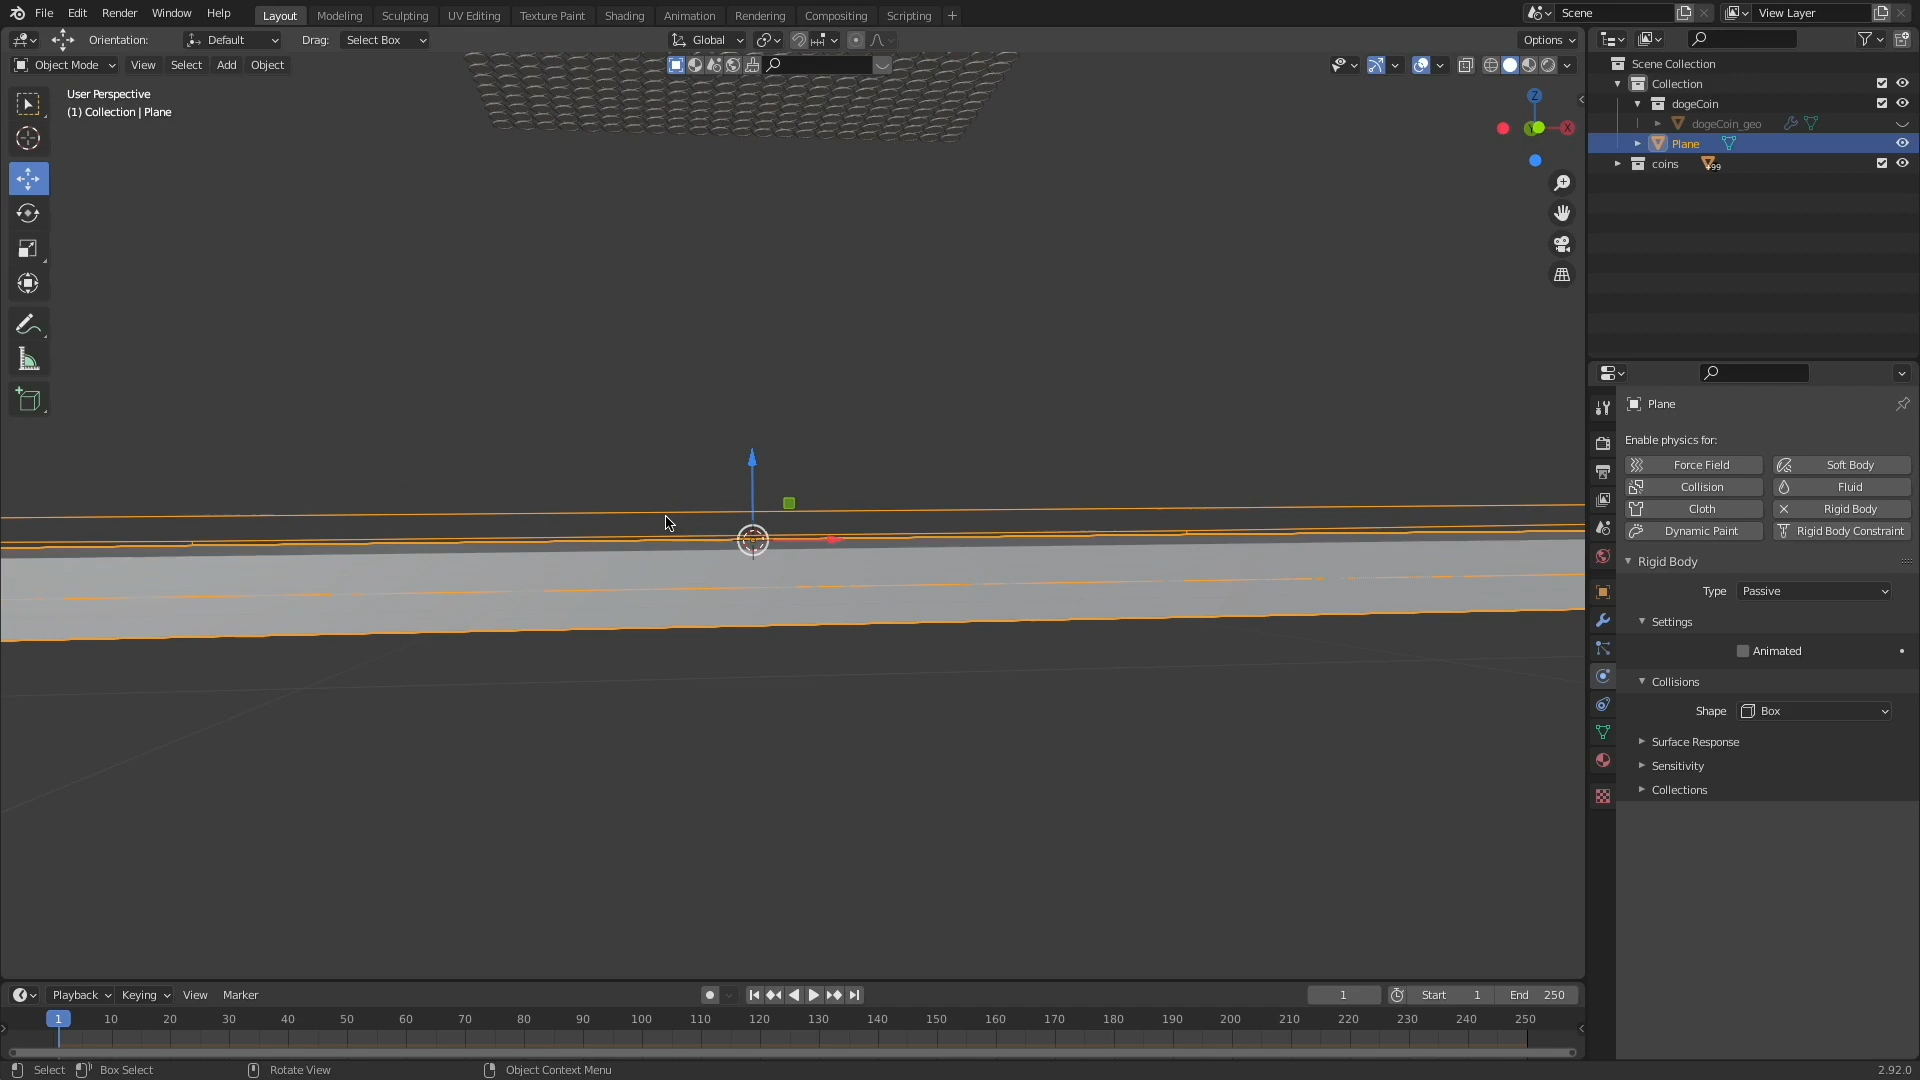 File Edit Render Window Help Layout Modeling Sculpting UV Editing Texture Paint Shading Animation Rendering Compositing Scripting + Scene View Layer
Orientation: Default Drag: Select Box Global Options
Object Mode View Select Add Object
User Perspective
(1) Collection | Plane
Z
X
Scene Collection
Collection
dogeCoin
dogeCoin_geo
Plane
coins +99
Plane
Enable physics for:
Force Field Soft Body
Collision Fluid
Cloth Rigid Body
Dynamic Paint Rigid Body Constraint
Rigid Body
Type Passive
Settings
Animated
Collisions
Shape Box
Surface Response
Sensitivity
Collections
Playback Keying View Marker 1 Start 1 End 250
1 10 20 30 40 50 60 70 80 90 100 110 120 130 140 150 160 170 180 190 200 210 220 230 240 250
Select Box Select Rotate View Object Context Menu 2.92.0